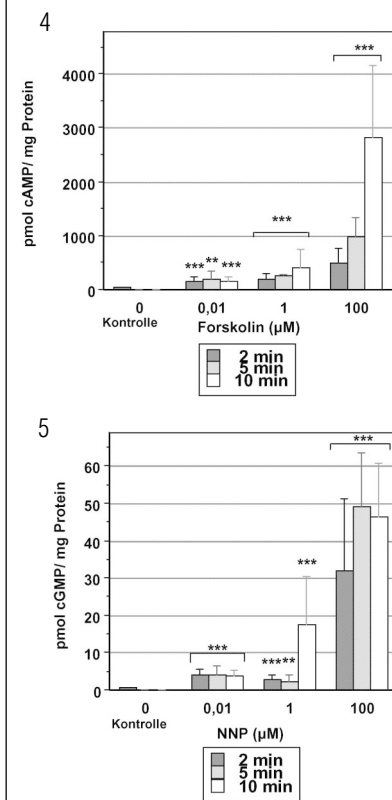 4
pmol cAMP/ mg Protein
4000
3000
2000
1000
0
***
***
*** ** ***
0 0,01 1 100
Kontrolle
Forskolin (µM)
2 min
5 min
10 min
5
pmol cGMP/ mg Protein
60
50
40
30
20
10
0
***
***
***
*** **
0 0,01 1 100
Kontrolle
NNP (µM)
2 min
5 min
10 min